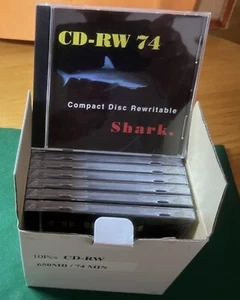 CD-RW 74
Compact Disc Rewritable
Shark.
10Pcs CD-RW
650MB / 74 MIN